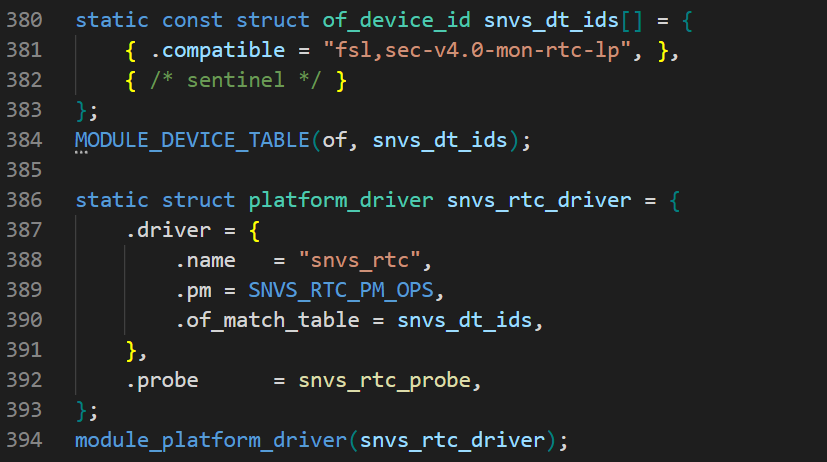 380 static const struct of_device_id snvs_dt_ids[] = {
381     { .compatible = "fsl,sec-v4.0-mon-rtc-lp", },
382     { /* sentinel */ }
383 };
384 MODULE_DEVICE_TABLE(of, snvs_dt_ids);
385
386 static struct platform_driver snvs_rtc_driver = {
387     .driver = {
388         .name   = "snvs_rtc",
389         .pm = SNVS_RTC_PM_OPS,
390         .of_match_table = snvs_dt_ids,
391     },
392     .probe      = snvs_rtc_probe,
393 };
394 module_platform_driver(snvs_rtc_driver);